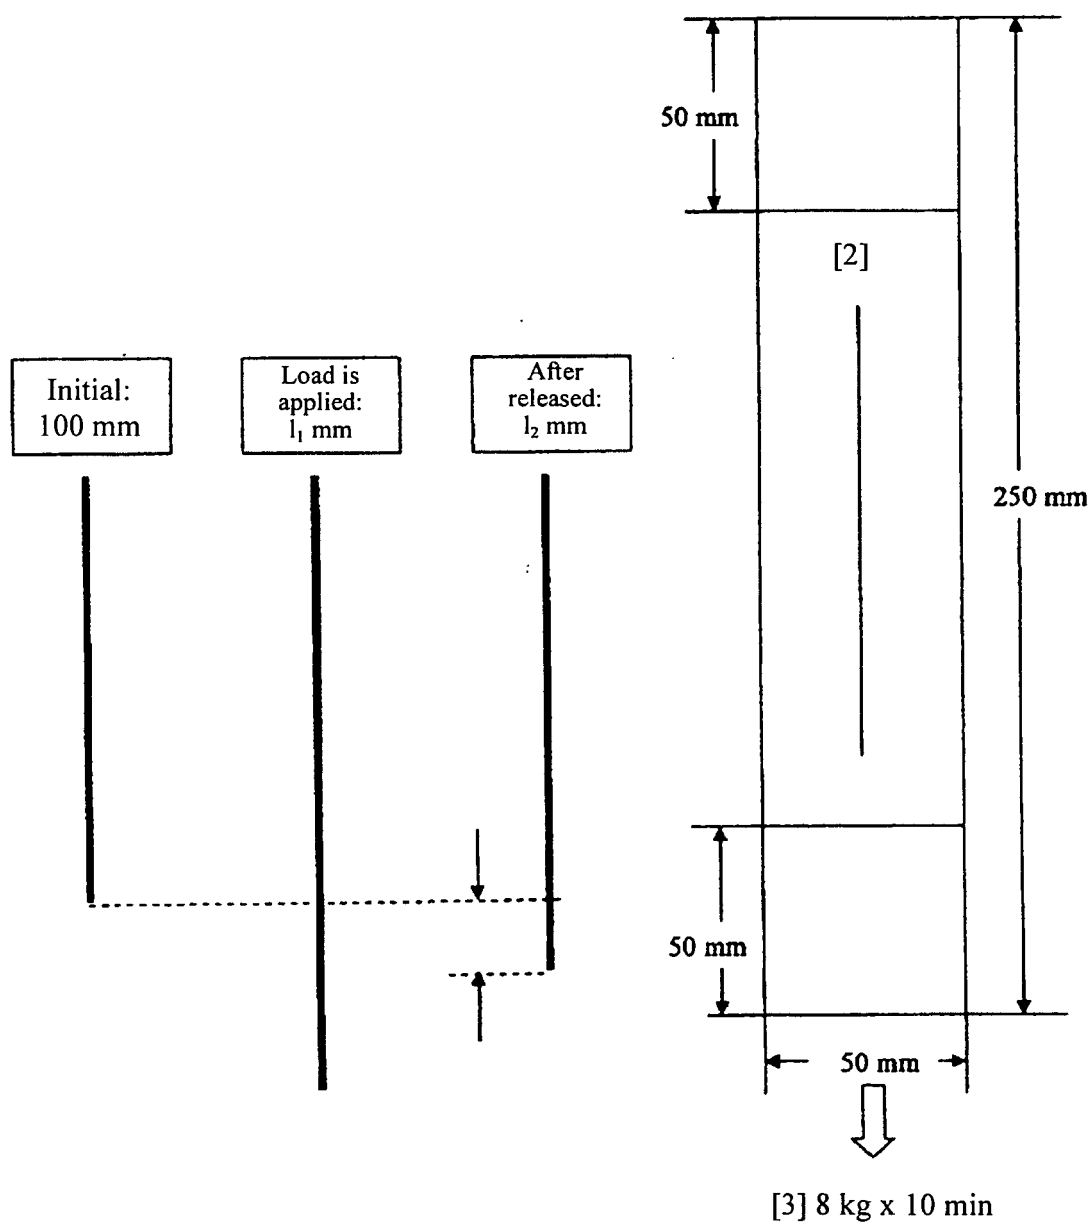 50 mm
[2]
Initial:
100 mm
Load is
applied:
l₁ mm
After
released:
l₂ mm
250 mm
50 mm
50 mm
[3] 8 kg x 10 min